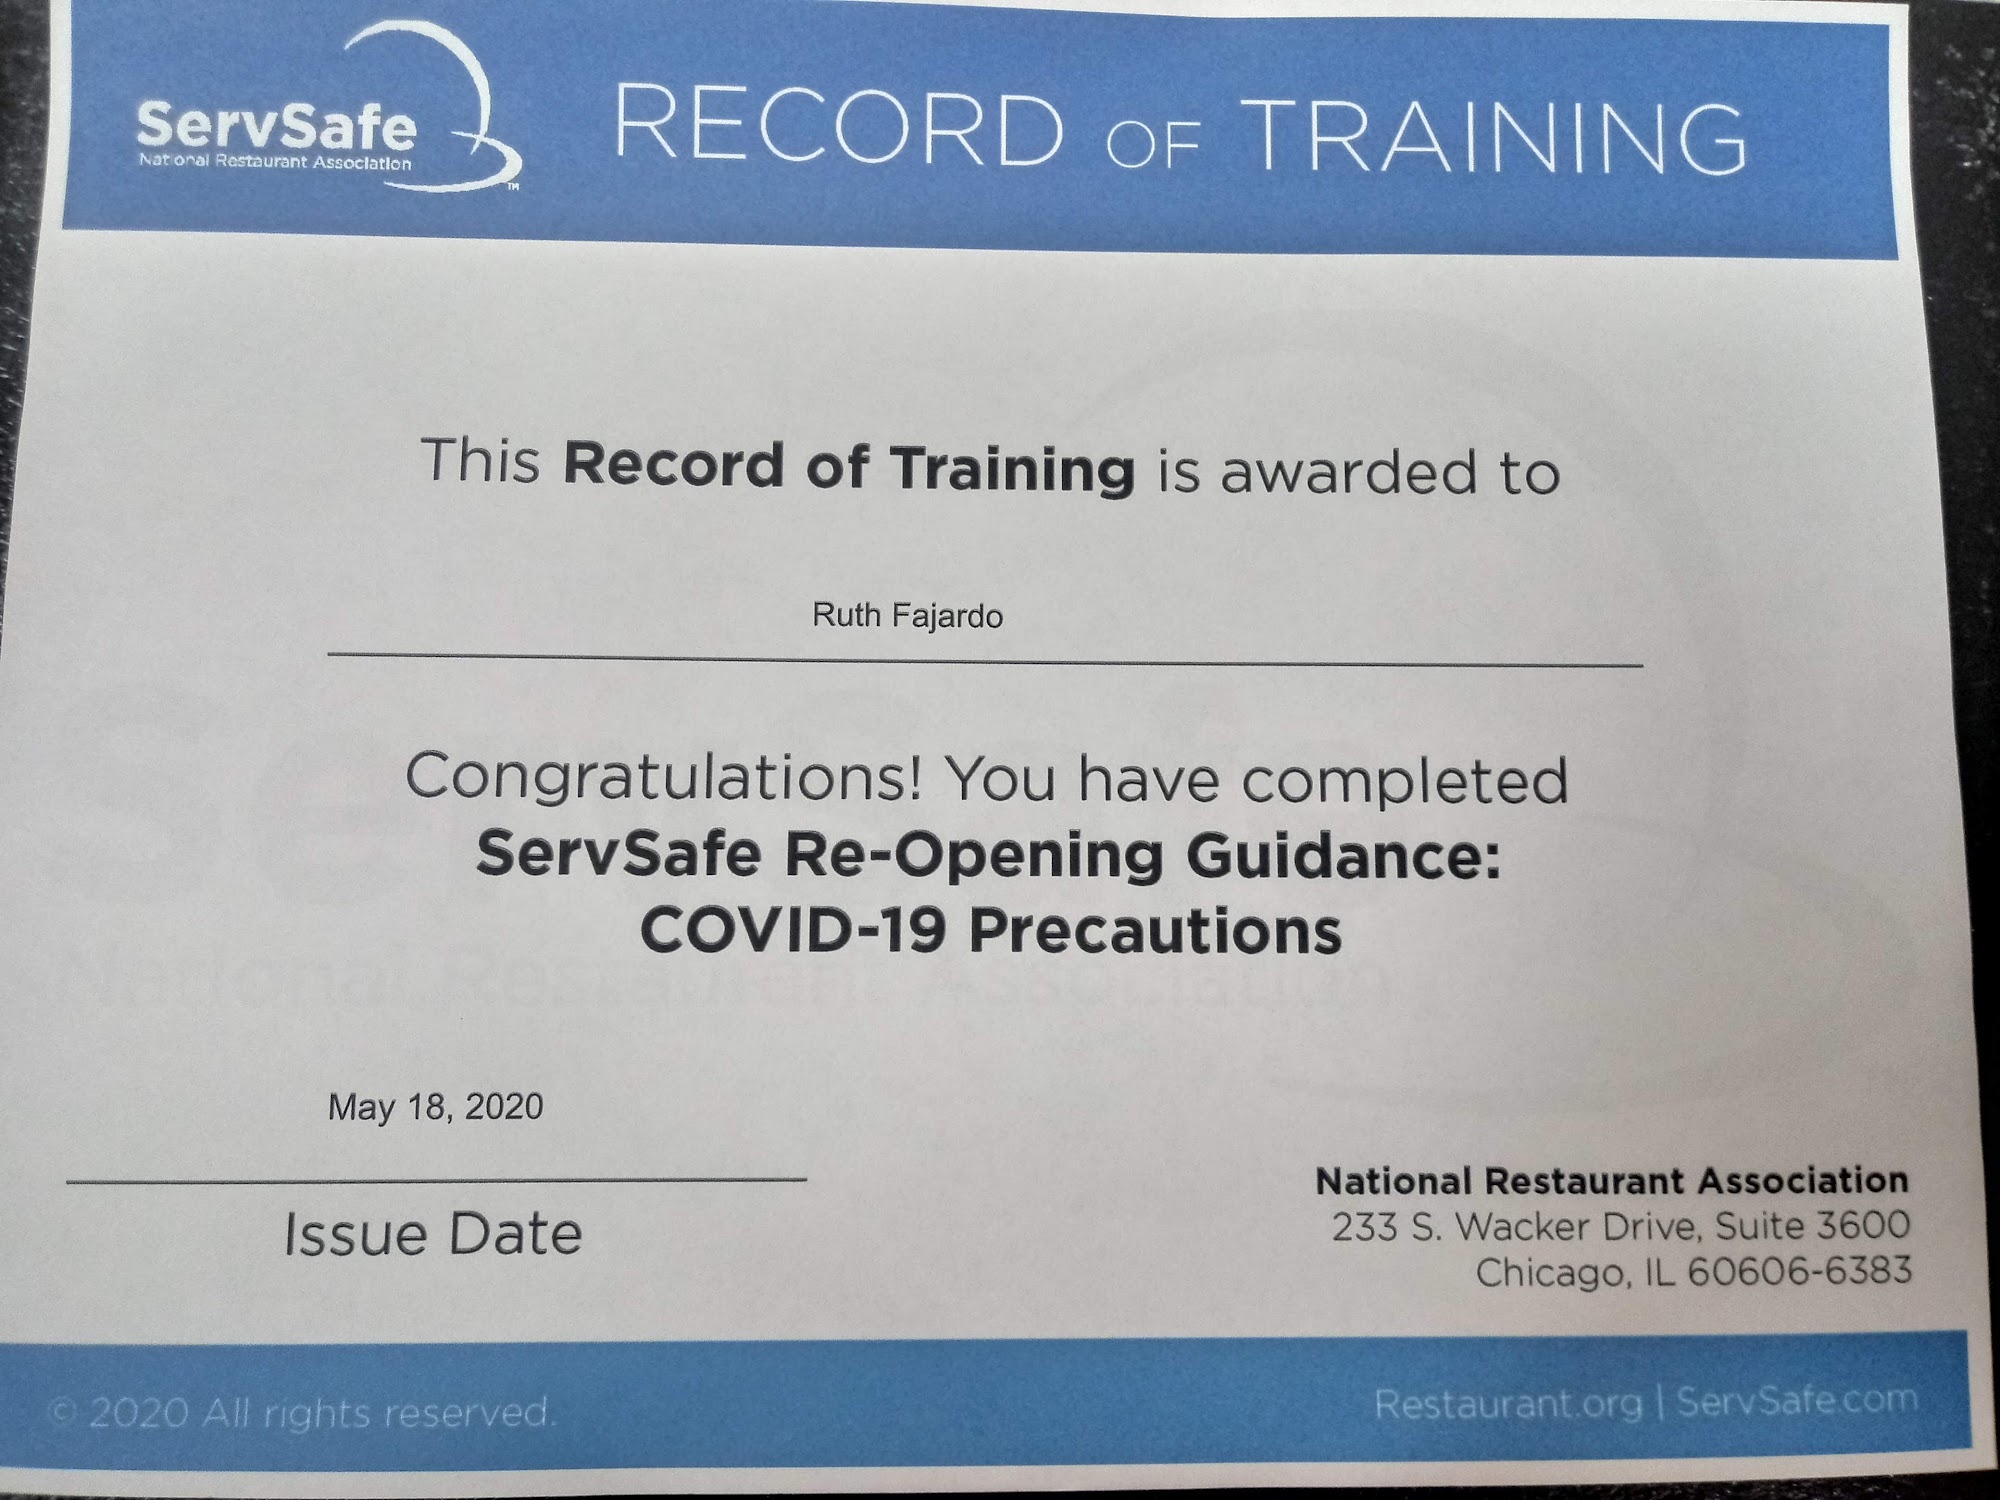 ServSafe
National Restaurant Association
TM
RECORD OF TRAINING
This Record of Training is awarded to
Ruth Fajardo
Congratulations! You have completed
ServSafe Re-Opening Guidance:
COVID-19 Precautions
May 18, 2020
Issue Date
National Restaurant Association
233 S. Wacker Drive, Suite 3600
Chicago, IL 60606-6383
© 2020 All rights reserved.
Restaurant.org | ServSafe.com